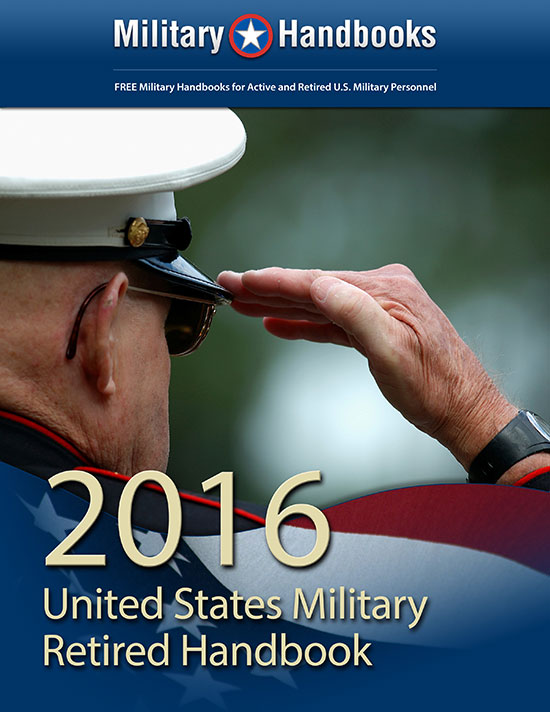 Military Handbooks
FREE Military Handbooks for Active and Retired U.S. Military Personnel
2016
United States Military
Retired Handbook